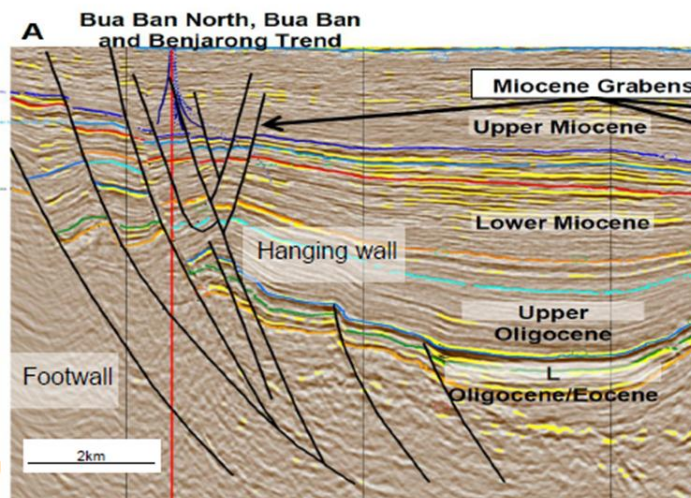 A
Bua Ban North, Bua Ban
and Benjarong Trend
Miocene Grabens
Upper Miocene
Lower Miocene
Hanging wall
Upper
Oligocene
Footwall
L
Oligocene/Eocene
2km